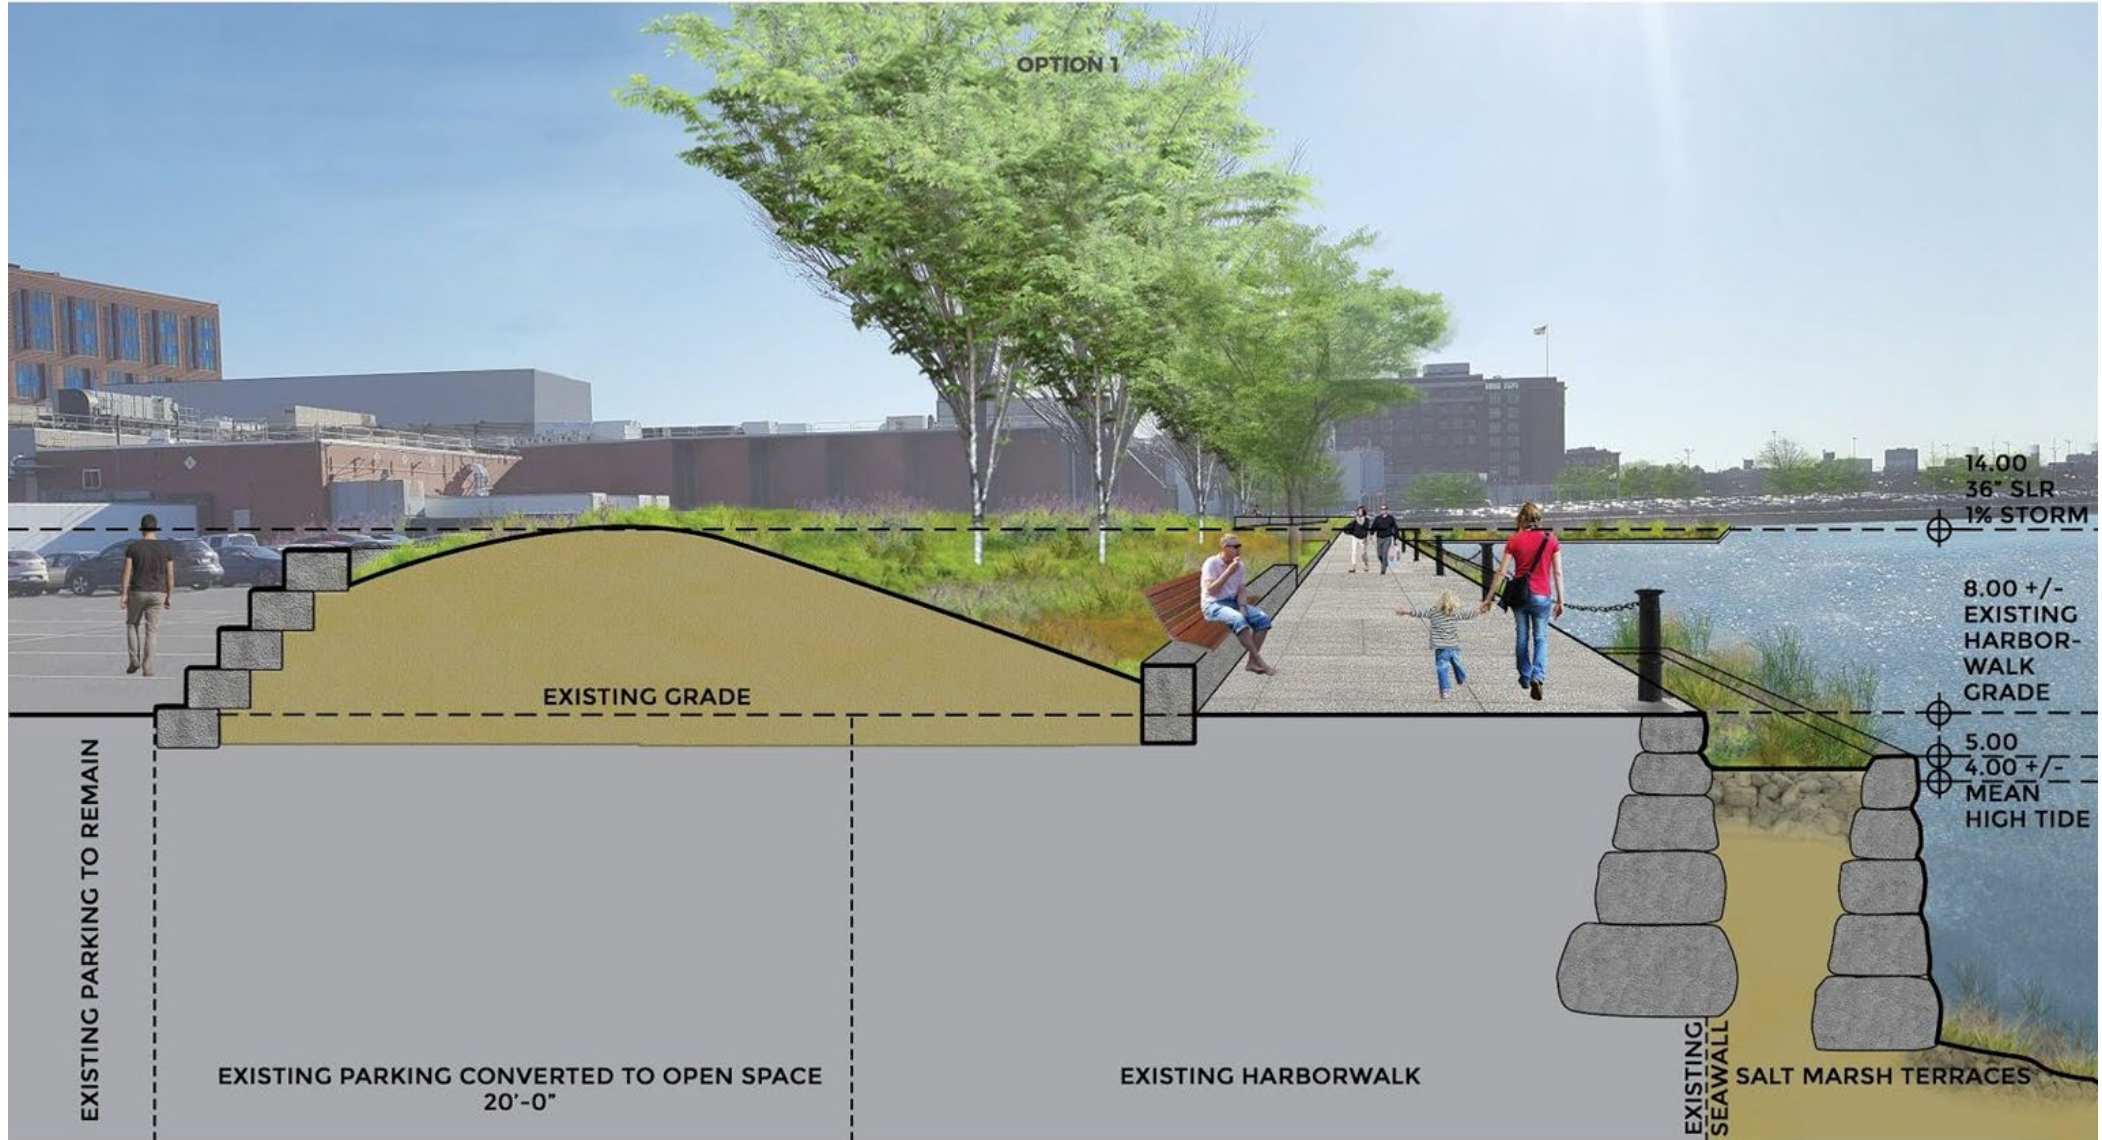 OPTION 1
14.00
36" SLR
1% STORM
8.00 +/-
EXISTING
HARBOR-
WALK
GRADE
5.00
4.00 +/-
MEAN
HIGH TIDE
EXISTING GRADE
EXISTING PARKING TO REMAIN
EXISTING PARKING CONVERTED TO OPEN SPACE
20'-0"
EXISTING HARBORWALK
EXISTING
SEAWALL
SALT MARSH TERRACES